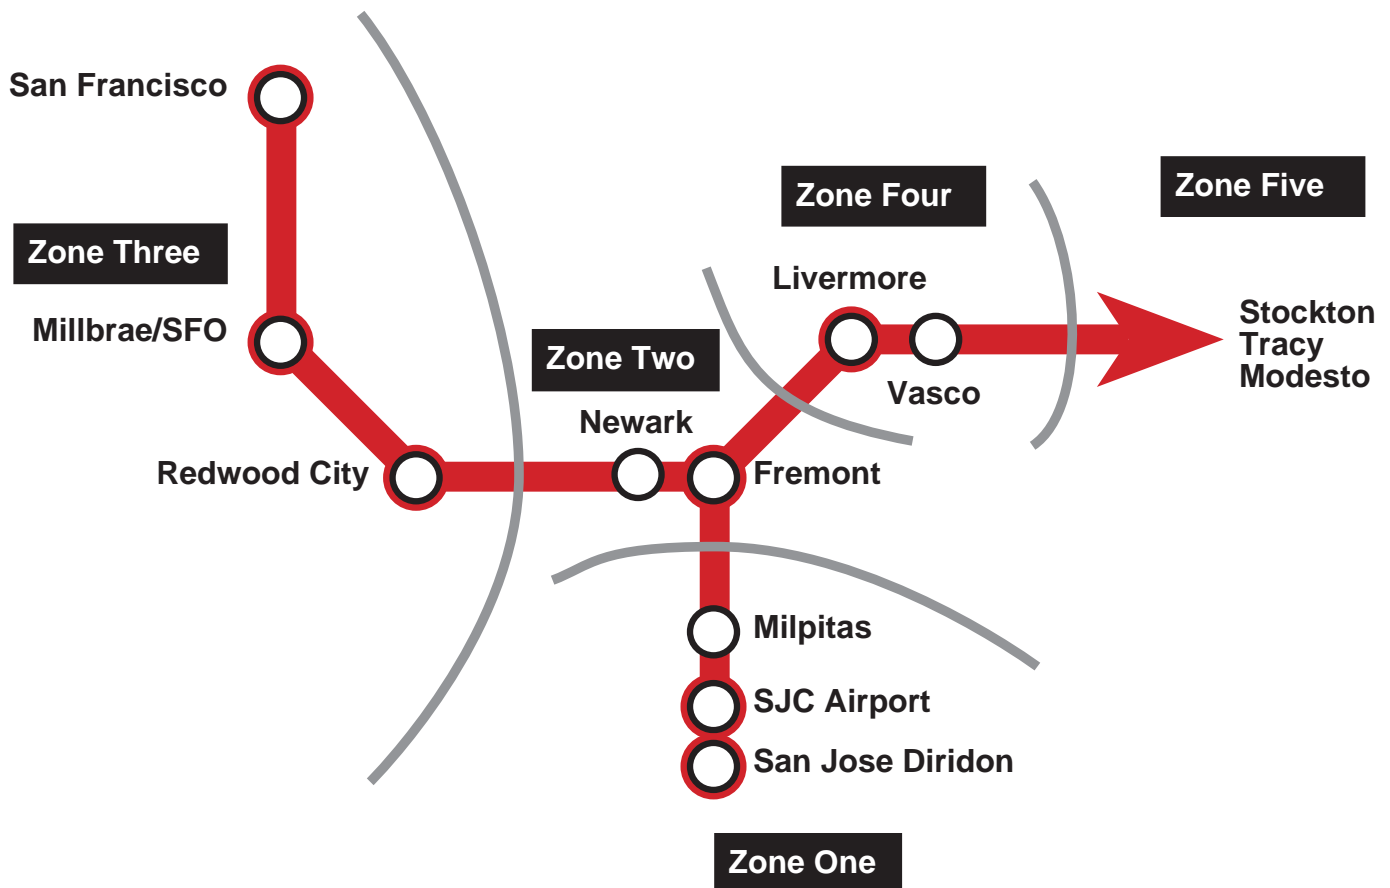 San Francisco
Zone Four
Zone Five
Zone Three
Livermore
Millbrae/SFO
Stockton
Tracy
Modesto
Zone Two
Vasco
Newark
Redwood City
Fremont
Milpitas
SJC Airport
San Jose Diridon
Zone One